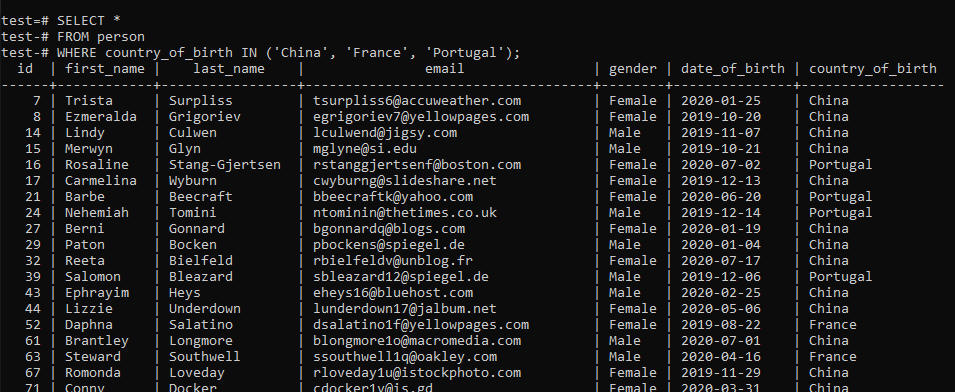 test=# SELECT *
test-# FROM person
test-# WHERE country_of_birth IN ('China', 'France', 'Portugal');
id | first_name | last_name | email | gender | date_of_birth | country_of_birth
------+------------+----------------+-------------------------------------+--------+---------------+------------------
7 | Trista | Surpliss | tsurpliss6@accuweather.com | Female | 2020-01-25 | China
8 | Ezmeralda | Grigoriev | egrigoriev7@yellowpages.com | Female | 2019-10-20 | China
14 | Lindy | Culwen | lculwend@jigsy.com | Male | 2019-11-07 | China
15 | Merwyn | Glyn | mglyne@si.edu | Male | 2019-10-21 | China
16 | Rosaline | Stang-Gjertsen | rstanggjertsenf@boston.com | Female | 2020-07-02 | Portugal
17 | Carmelina | Wyburn | cwyburng@slideshare.net | Female | 2019-12-13 | China
21 | Barbe | Beecraft | bbeecraftk@yahoo.com | Female | 2020-06-20 | Portugal
24 | Nehemiah | Tomini | ntominin@thetimes.co.uk | Male | 2019-12-14 | Portugal
27 | Berni | Gonnard | bgonnardq@blogs.com | Female | 2020-01-19 | China
29 | Paton | Bocken | pbockens@spiegel.de | Male | 2020-01-04 | China
32 | Reeta | Bielfeld | rbielfeldv@unblog.fr | Female | 2020-07-17 | China
39 | Salomon | Bleazard | sbleazard12@spiegel.de | Male | 2019-12-06 | Portugal
43 | Ephrayim | Heys | eheys16@bluehost.com | Male | 2020-02-25 | China
44 | Lizzie | Underdown | lunderdown17@jalbum.net | Female | 2020-05-06 | China
52 | Daphna | Salatino | dsalatino1f@yellowpages.com | Female | 2019-08-22 | France
61 | Brantley | Longmore | blongmore1o@macromedia.com | Male | 2020-07-01 | China
63 | Steward | Southwell | ssouthwell1q@oakley.com | Male | 2020-04-16 | France
67 | Romonda | Loveday | rloveday1u@istockphoto.com | Female | 2019-11-29 | China
71 | Conny | Docker | cdocker1y@is.gd | Female | 2020-03-31 | China